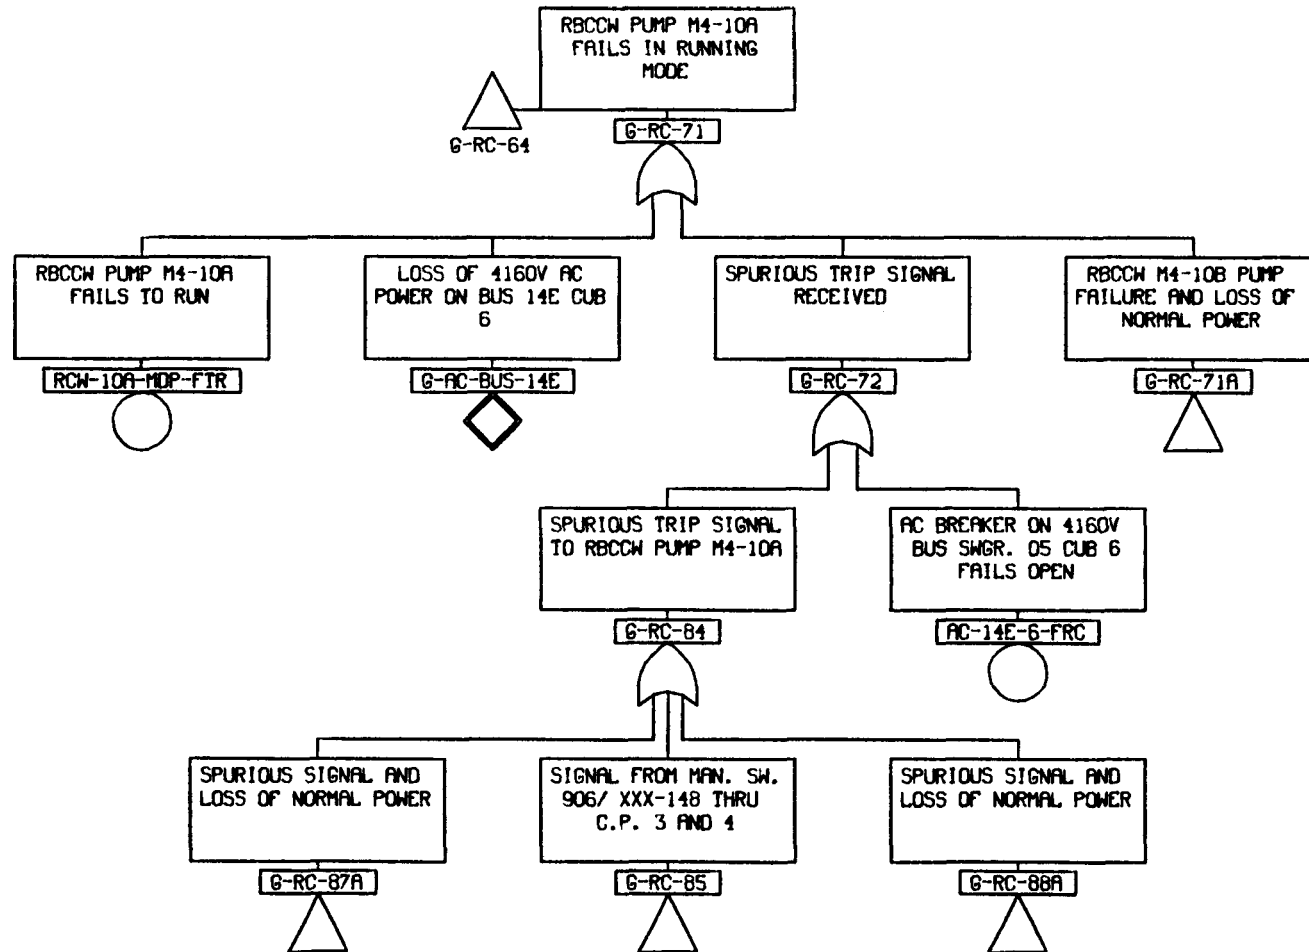 RBCCW PUMP M4-10A
FAILS IN RUNNING
MODE
G-RC-64
G-RC-71
RBCCW PUMP M4-10A
FAILS TO RUN
RCW-10A-MDP-FTR
LOSS OF 4160V AC
POWER ON BUS 14E CUB
6
G-AC-BUS-14E
SPURIOUS TRIP SIGNAL
RECEIVED
G-RC-72
RBCCW M4-10B PUMP
FAILURE AND LOSS OF
NORMAL POWER
G-RC-71A
SPURIOUS TRIP SIGNAL
TO RBCCW PUMP M4-10A
G-RC-84
AC BREAKER ON 4160V
BUS SWGR. 05 CUB 6
FAILS OPEN
AC-14E-6-FRC
SPURIOUS SIGNAL AND
LOSS OF NORMAL POWER
G-RC-87A
SIGNAL FROM MAN. SW.
906/ XXX-148 THRU
C.P. 3 AND 4
G-RC-85
SPURIOUS SIGNAL AND
LOSS OF NORMAL POWER
G-RC-88A